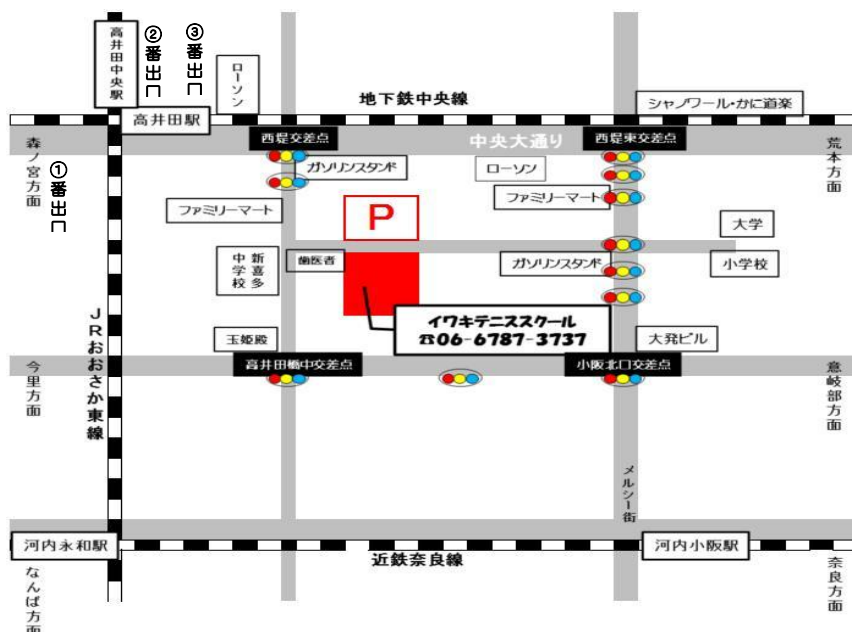 高井田中央駅
②番出口
③番出口
ローソン
地下鉄中央線
シャノワール・かに道楽
高井田駅
西堤交差点
中央大通り
西堤東交差点
森ノ宮方面
①番出口
荒本方面
ガソリンスタンド
ローソン
ファミリーマート
ファミリーマート
P
大学
新喜多
中学校
歯医者
ガソリンスタンド
小学校
イワキテニススクール
☎06-6787-3737
JRおおさか東線
玉姫殿
大発ビル
今里方面
高井田橋中交差点
小阪北口交差点
意岐部方面
メルシー街
河内永和駅
近鉄奈良線
河内小阪駅
なんば方面
奈良方面